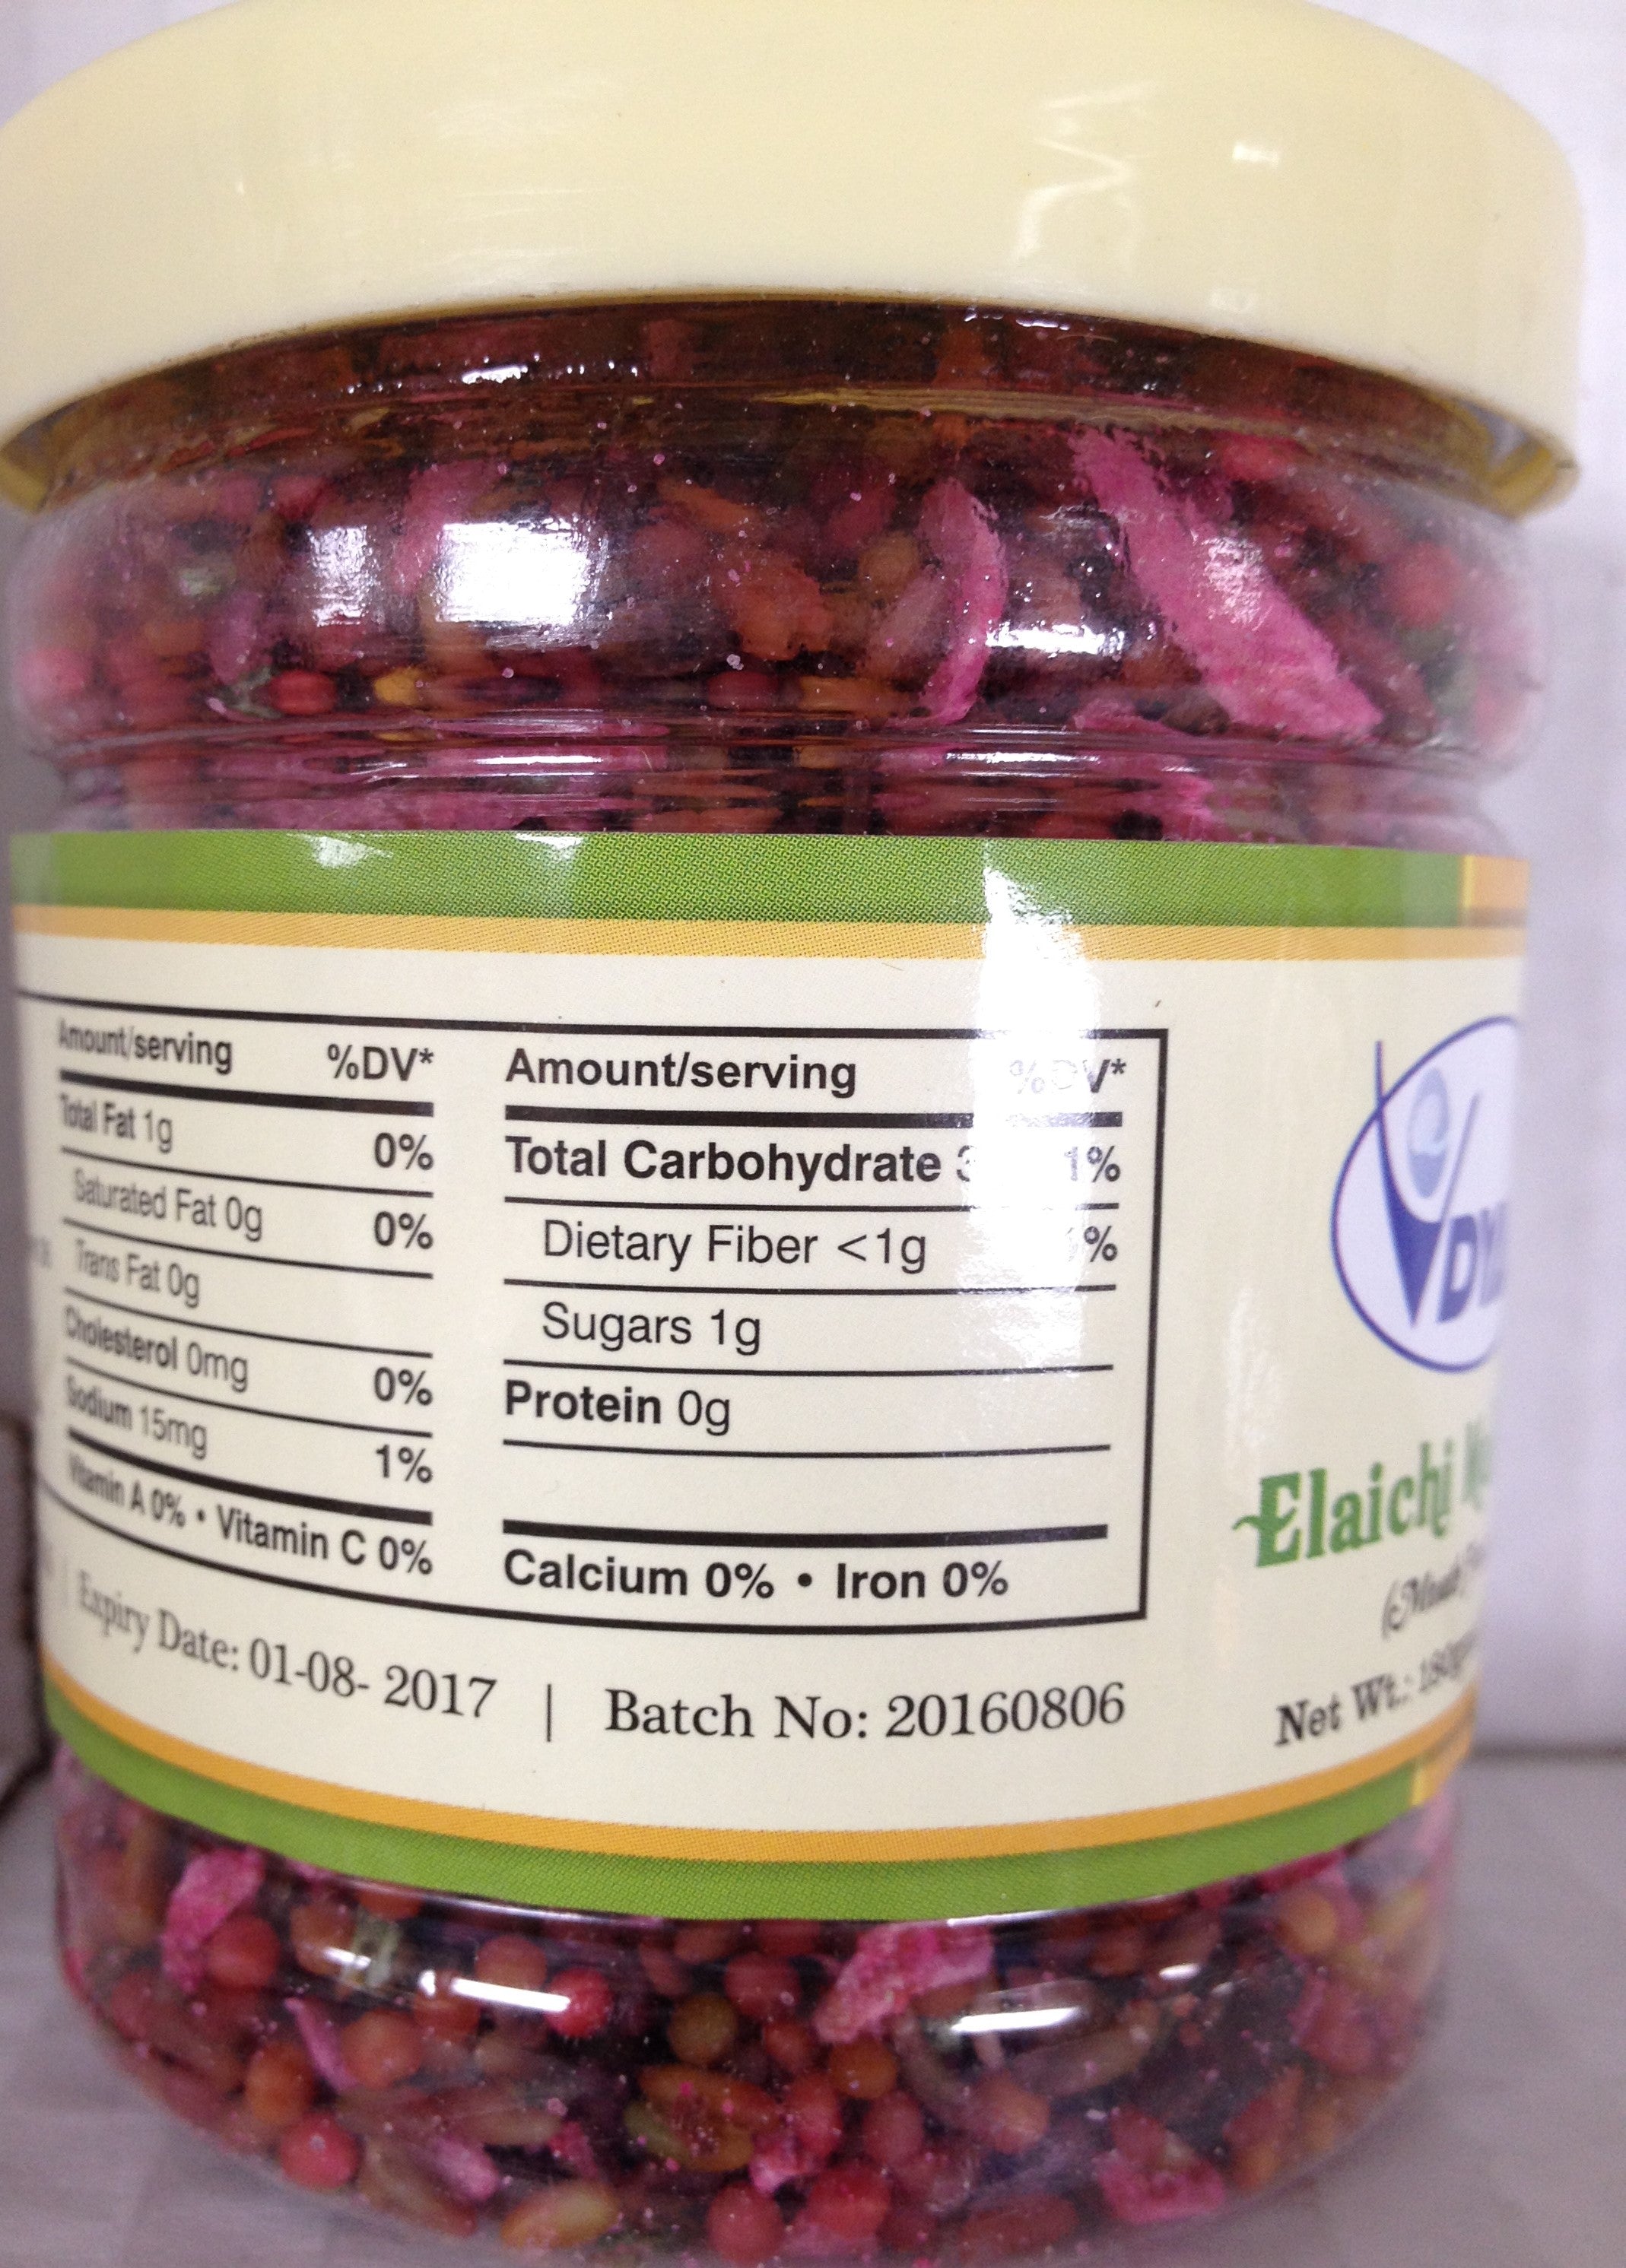 Amount/serving %DV*
Total Fat 1g 0%
Saturated Fat 0g 0%
Trans Fat 0g
Cholesterol 0mg 0%
Sodium 15mg 1%
Vitamin A 0% • Vitamin C 0%
Amount/serving %DV*
Total Carbohydrate 1%
Dietary Fiber <1g
Sugars 1g
Protein 0g
Calcium 0% • Iron 0%
| Expiry Date: 01-08- 2017 | Batch No: 20160806
Elaichi
Net Wt.: